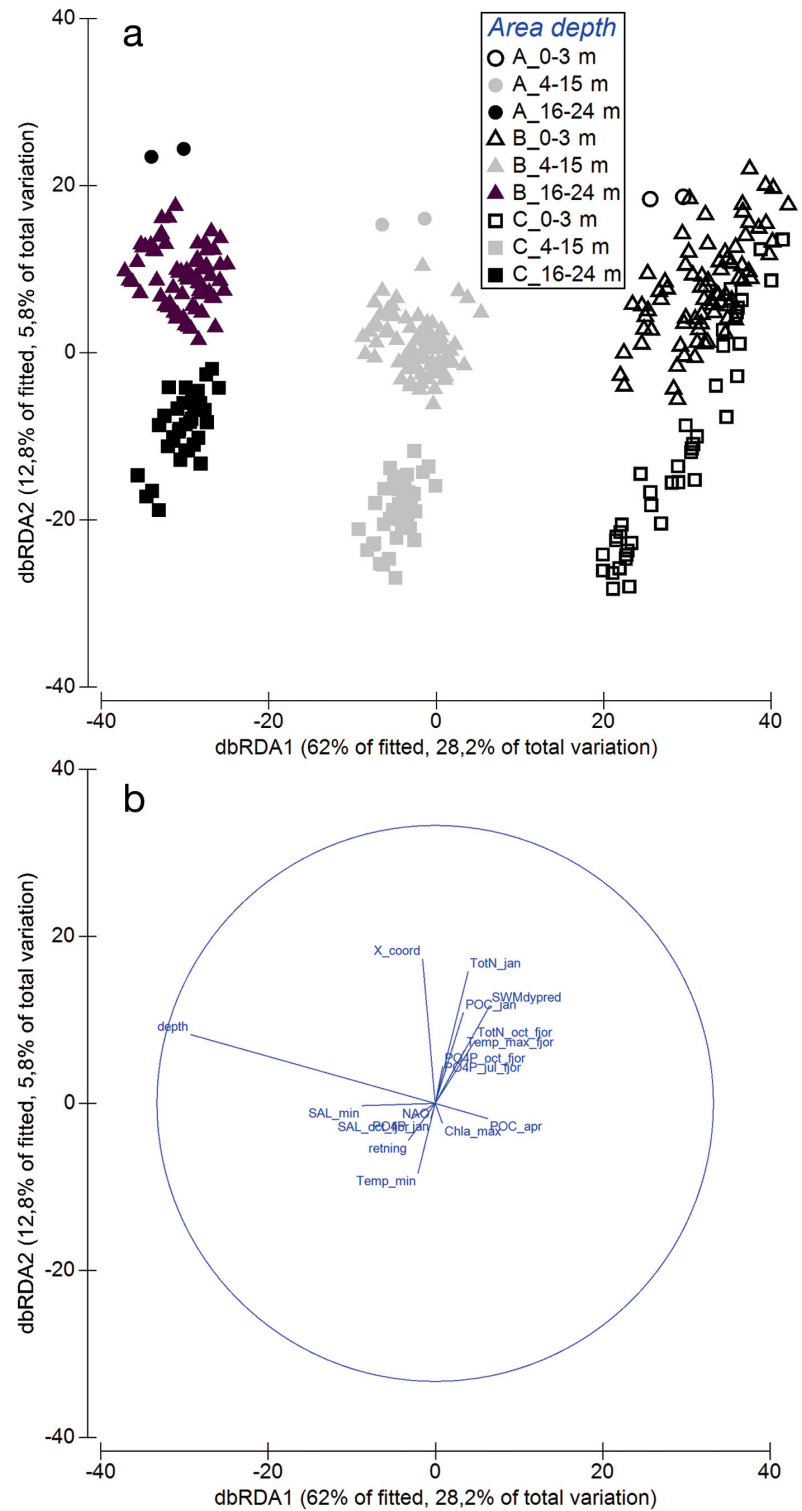 a
Area depth
A_0-3 m
A_4-15 m
A_16-24 m
B_0-3 m
B_4-15 m
B_16-24 m
C_0-3 m
C_4-15 m
C_16-24 m
40
20
0
-20
-40
dbRDA2 (12,8% of fitted, 5,8% of total variation)
-40
-20
0
20
40
dbRDA1 (62% of fitted, 28,2% of total variation)
b
40
20
0
-20
-40
dbRDA2 (12,8% of fitted, 5,8% of total variation)
X_coord
TotN_jan
SWMdypred
POC_jan
depth
TotN_oct_fjor
Temp_max_fjor
PO4P_oct_fjor
PO4P_jul_fjor
SAL_min
NAO
SAL_oct_fjor
PO4P_jan
Chla_max
POC_apr
retning
Temp_min
-40
-20
0
20
40
dbRDA1 (62% of fitted, 28,2% of total variation)